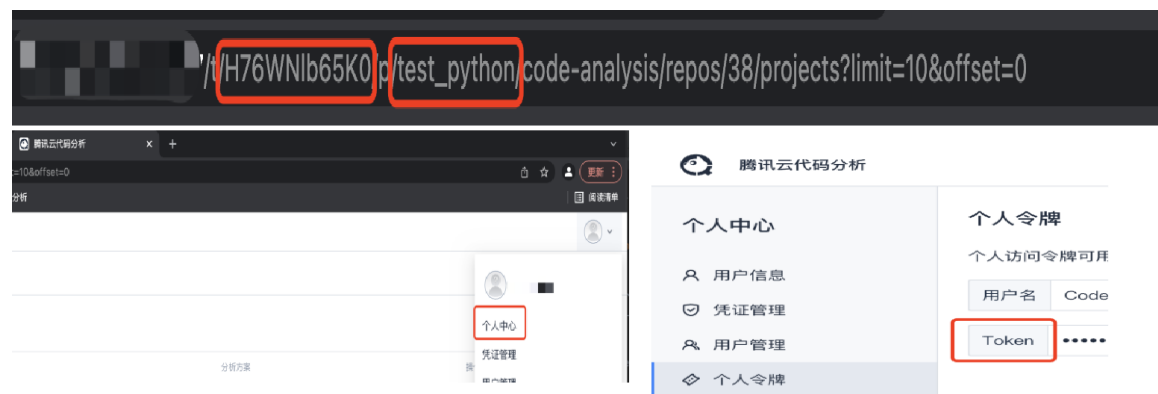 /t/H76WNlb65K0/p/test_python/code-analysis/repos/38/projects?limit=10&offset=0
腾讯云代码分析 × +
=10&offset=0
更新
分析
阅读清单
个人中心
分析方案
凭证管理
用户管理
腾讯云代码分析
个人中心
用户信息
凭证管理
用户管理
个人令牌
个人令牌
个人访问令牌可用
用户名 Code
Token •••••